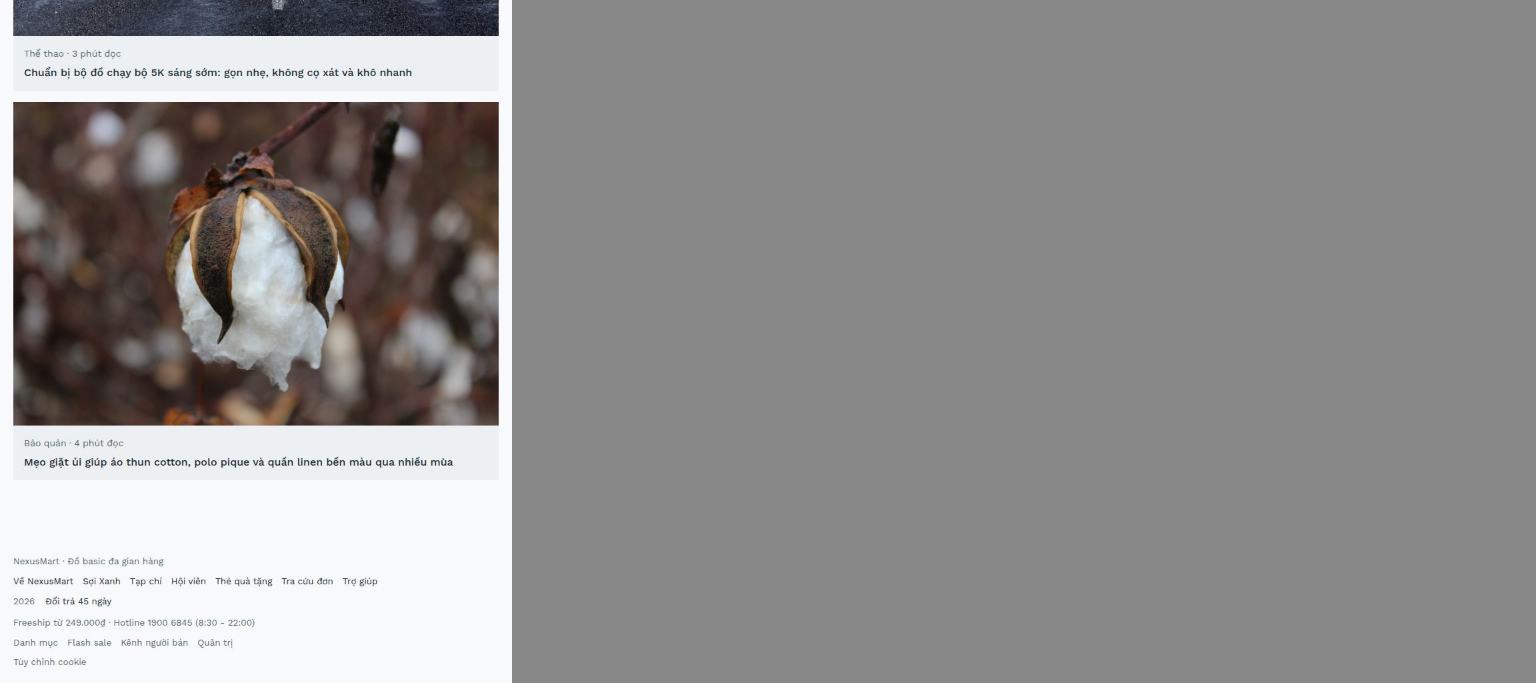 Thể thao · 3 phút đọc
Chuẩn bị bộ đồ chạy bộ 5K sáng sớm: gọn nhẹ, không cọ xát và khô nhanh
Bảo quản · 4 phút đọc
Mẹo giặt ủi giúp áo thun cotton, polo pique và quần linen bền màu qua nhiều mùa
NexusMart · Đồ basic đa gian hàng
Về NexusMart Sợi Xanh Tạp chí Hội viên Thẻ quà tặng Tra cứu đơn Trợ giúp
2026 Đổi trả 45 ngày
Freeship từ 249.000₫ · Hotline 1900 6845 (8:30 - 22:00)
Danh mục Flash sale Kênh người bán Quản trị
Tùy chỉnh cookie